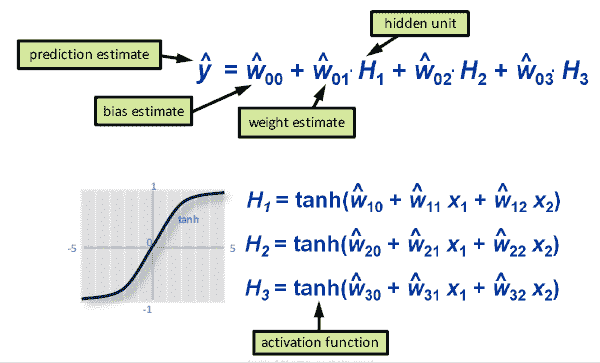 hidden unit
prediction estimate
ŷ = ŵ00 + ŵ01· H1 + ŵ02· H2 + ŵ03· H3
bias estimate
weight estimate
1
tanh
-5
0
5
-1
H1 = tanh(ŵ10 + ŵ11 x1 + ŵ12 x2)
H2 = tanh(ŵ20 + ŵ21 x1 + ŵ22 x2)
H3 = tanh(ŵ30 + ŵ31 x1 + ŵ32 x2)
activation function